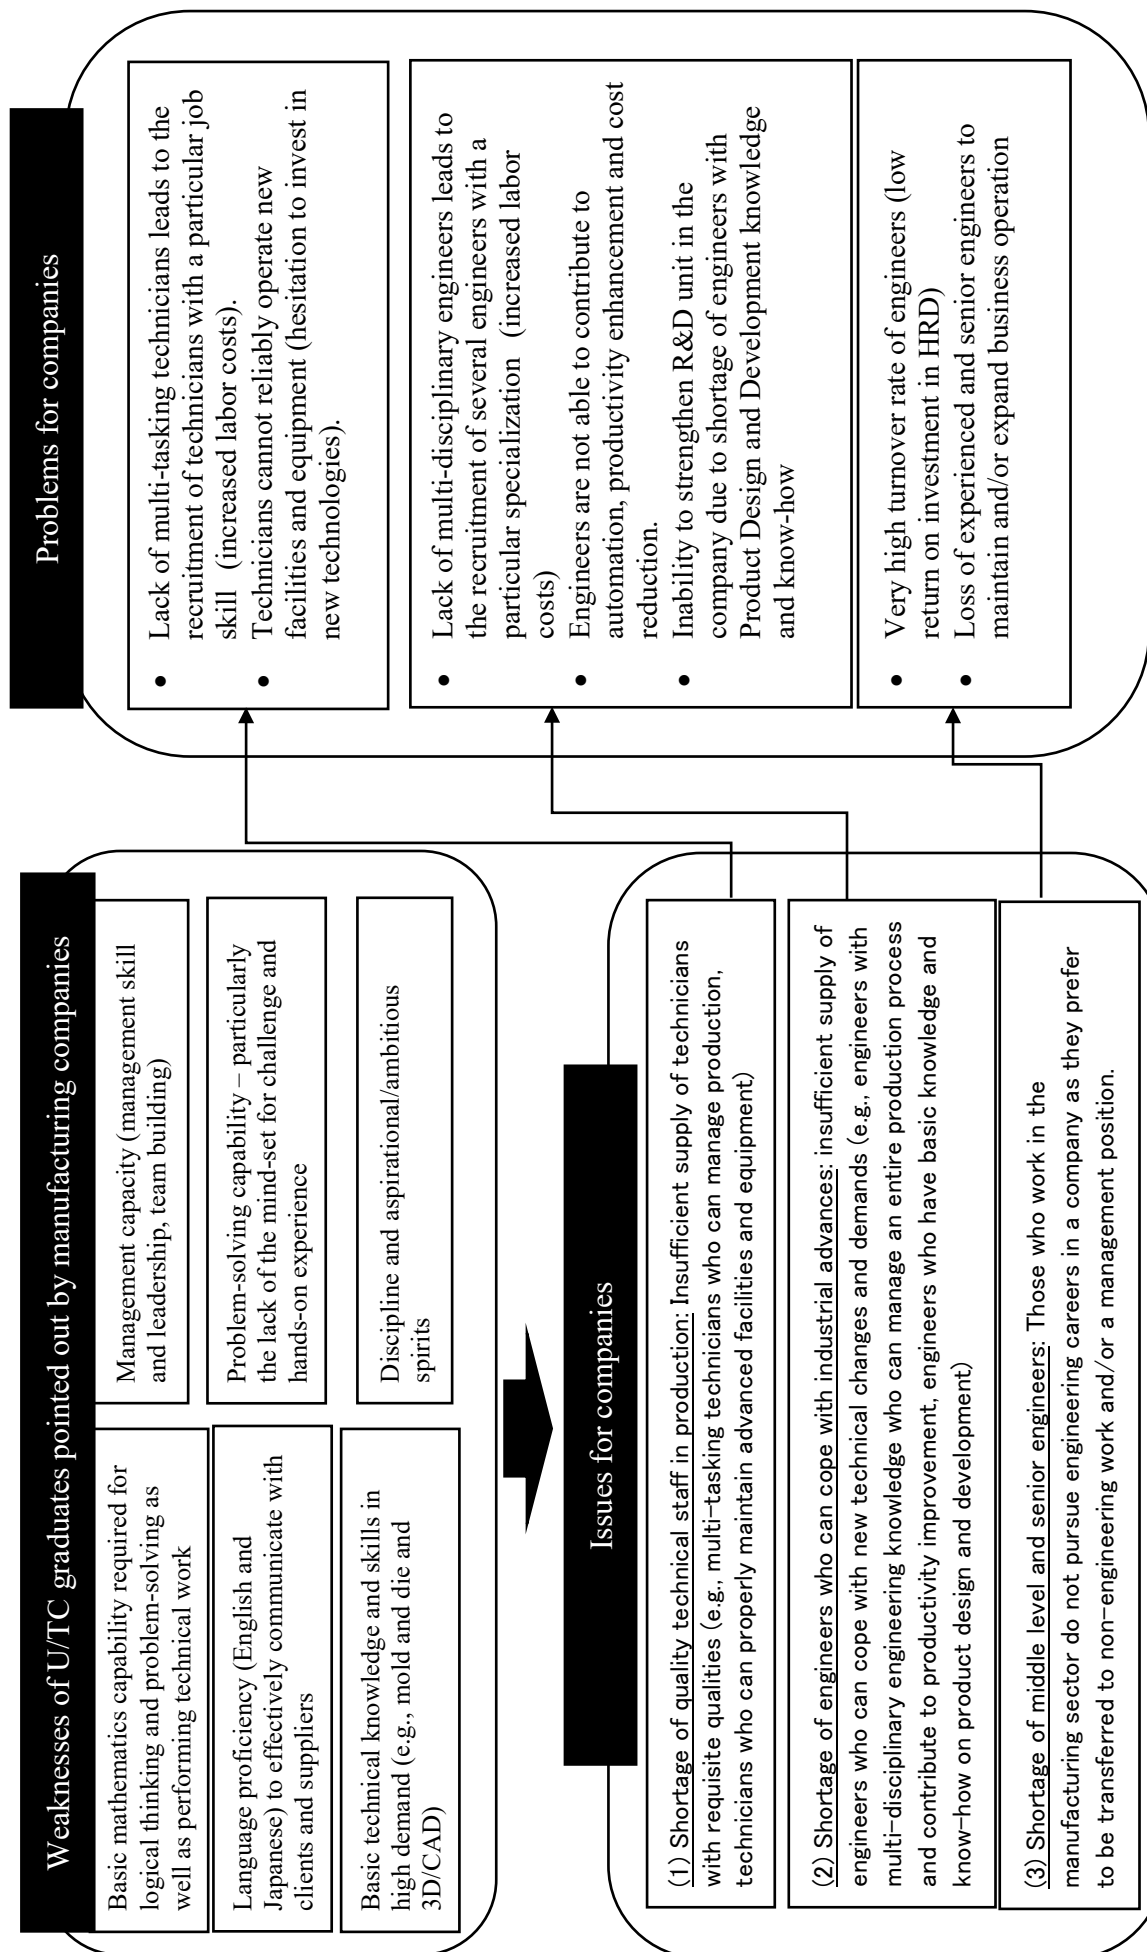 Weaknesses of U/TC graduates pointed out by manufacturing companies
Basic mathematics capability required for
logical thinking and problem-solving as
well as performing technical work
Language proficiency (English and
Japanese) to effectively communicate with
clients and suppliers
Basic technical knowledge and skills in
high demand (e.g., mold and die and
3D/CAD)
Management capacity (management skill
and leadership, team building)
Problem-solving capability – particularly
the lack of the mind-set for challenge and
hands-on experience
Discipline and aspirational/ambitious
spirits
Issues for companies
(1) Shortage of quality technical staff in production: Insufficient supply of technicians
with requisite qualities (e.g., multi-tasking technicians who can manage production,
technicians who can properly maintain advanced facilities and equipment)
(2) Shortage of engineers who can cope with industrial advances: insufficient supply of
engineers who can cope with new technical changes and demands (e.g., engineers with
multi-disciplinary engineering knowledge who can manage an entire production process
and contribute to productivity improvement, engineers who have basic knowledge and
know-how on product design and development)
(3) Shortage of middle level and senior engineers: Those who work in the
manufacturing sector do not pursue engineering careers in a company as they prefer
to be transferred to non-engineering work and/or a management position.
Problems for companies
● Lack of multi-tasking technicians leads to the
recruitment of technicians with a particular job
skill (increased labor costs).
● Technicians cannot reliably operate new
facilities and equipment (hesitation to invest in
new technologies).
● Lack of multi-disciplinary engineers leads to
the recruitment of several engineers with a
particular specialization (increased labor
costs)
● Engineers are not able to contribute to
automation, productivity enhancement and cost
reduction.
● Inability to strengthen R&D unit in the
company due to shortage of engineers with
Product Design and Development knowledge
and know-how
● Very high turnover rate of engineers (low
return on investment in HRD)
● Loss of experienced and senior engineers to
maintain and/or expand business operation